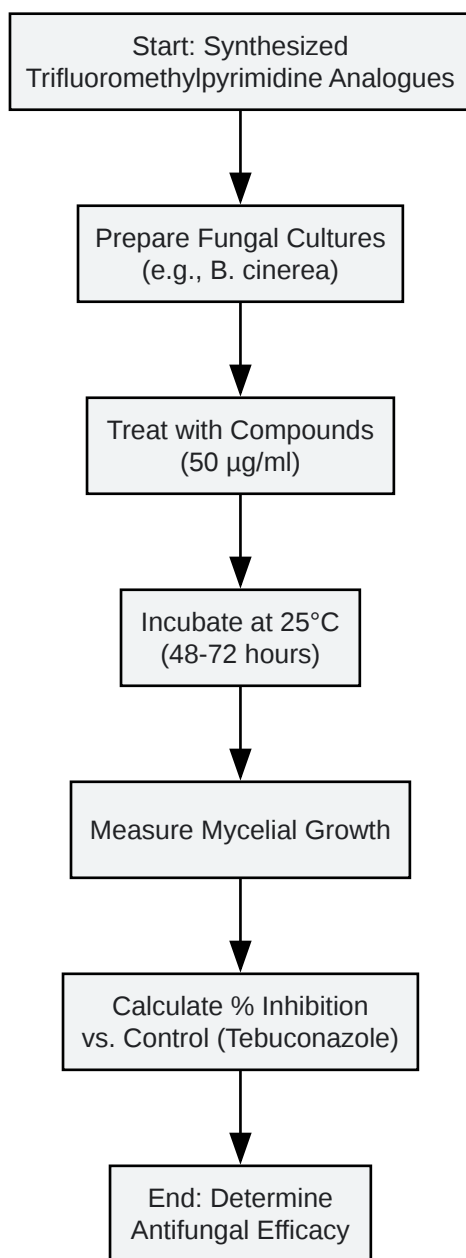 Start: Synthesized
Trifluoromethylpyrimidine Analogues
Prepare Fungal Cultures
(e.g., B. cinerea)
Treat with Compounds
(50 µg/ml)
Incubate at 25°C
(48-72 hours)
Measure Mycelial Growth
Calculate % Inhibition
vs. Control (Tebuconazole)
End: Determine
Antifungal Efficacy